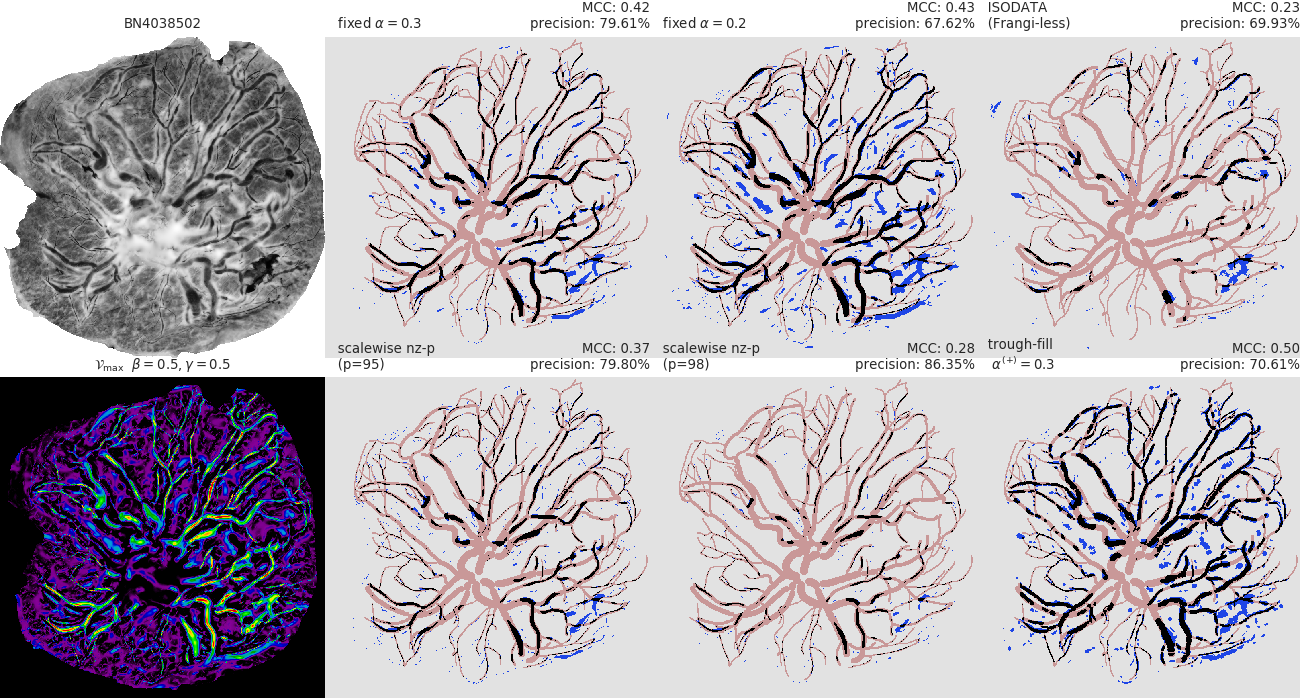 BN4038502
fixed α = 0.3
MCC: 0.42
precision: 79.61%
fixed α = 0.2
MCC: 0.43
precision: 67.62%
ISODATA
(Frangi-less)
MCC: 0.23
precision: 69.93%
𝒱max β = 0.5, γ = 0.5
scalewise nz-p
(p=95)
MCC: 0.37
precision: 79.80%
scalewise nz-p
(p=98)
MCC: 0.28
precision: 86.35%
trough-fill
α(+) = 0.3
MCC: 0.50
precision: 70.61%